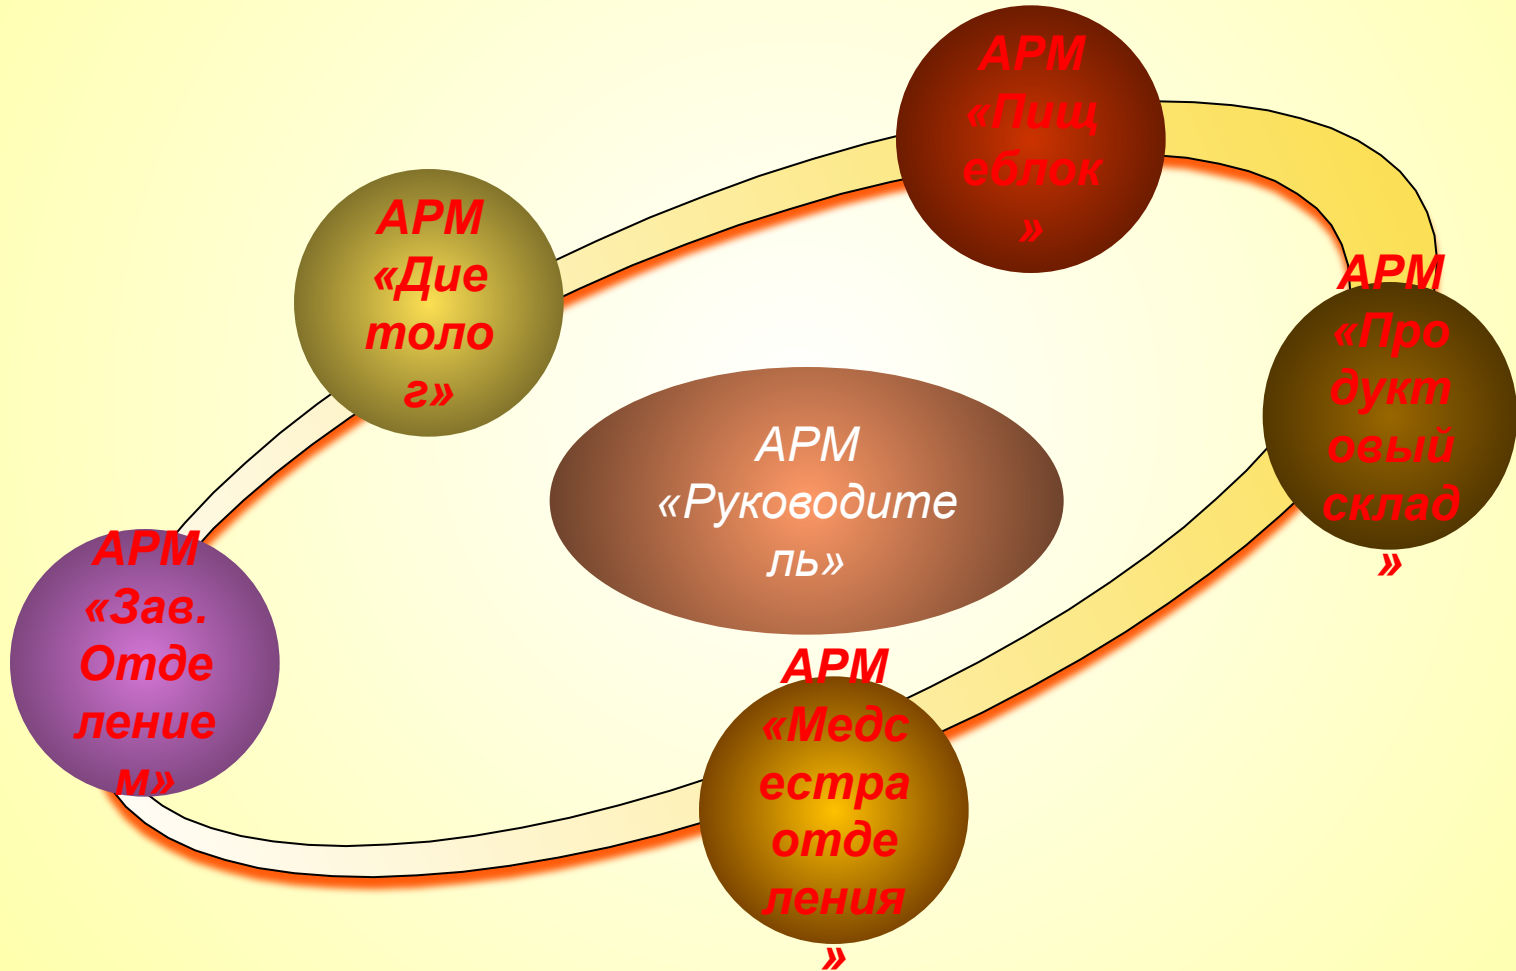 АРМ
«Пищ
еблок
»
АРМ
«Дие
толо
г»
АРМ
«Про
дукт
овый
склад
»
АРМ
«Руководите
ль»
АРМ
«Зав.
Отде
ление
м»
АРМ
«Медс
естра
отде
ления
»